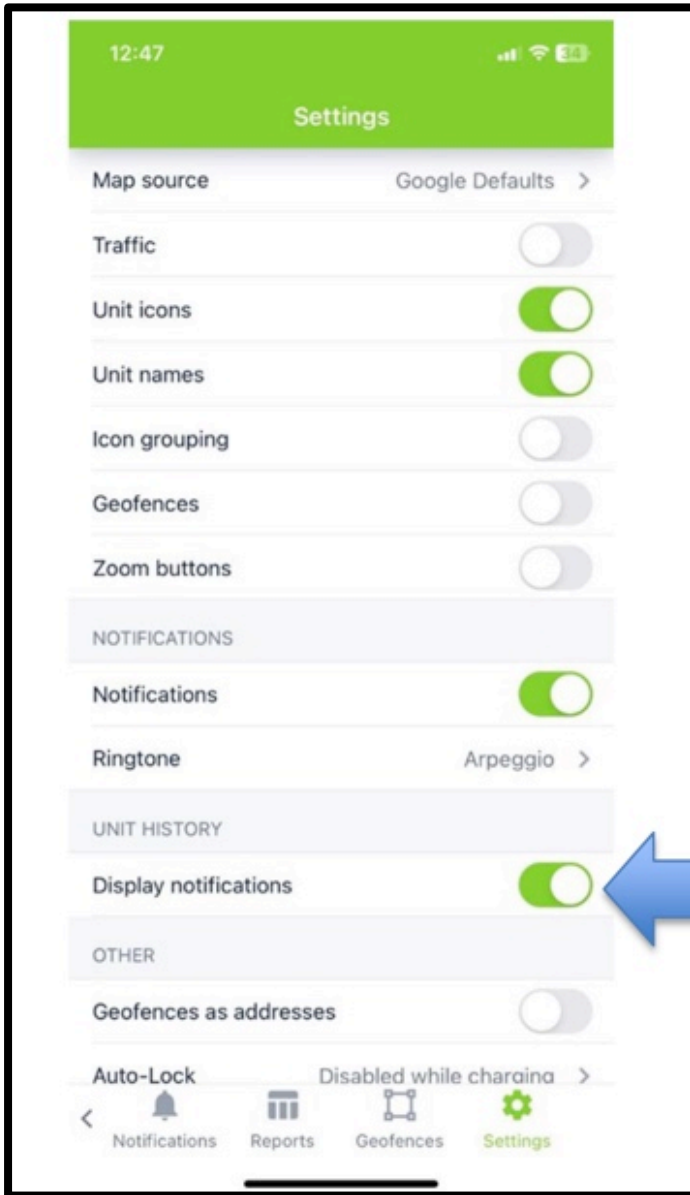 12:47 34
Settings
Map source Google Defaults >
Traffic
Unit icons
Unit names
Icon grouping
Geofences
Zoom buttons
NOTIFICATIONS
Notifications
Ringtone Arpeggio >
UNIT HISTORY
Display notifications
OTHER
Geofences as addresses
Auto-Lock Disabled while charging >
< Notifications Reports Geofences Settings